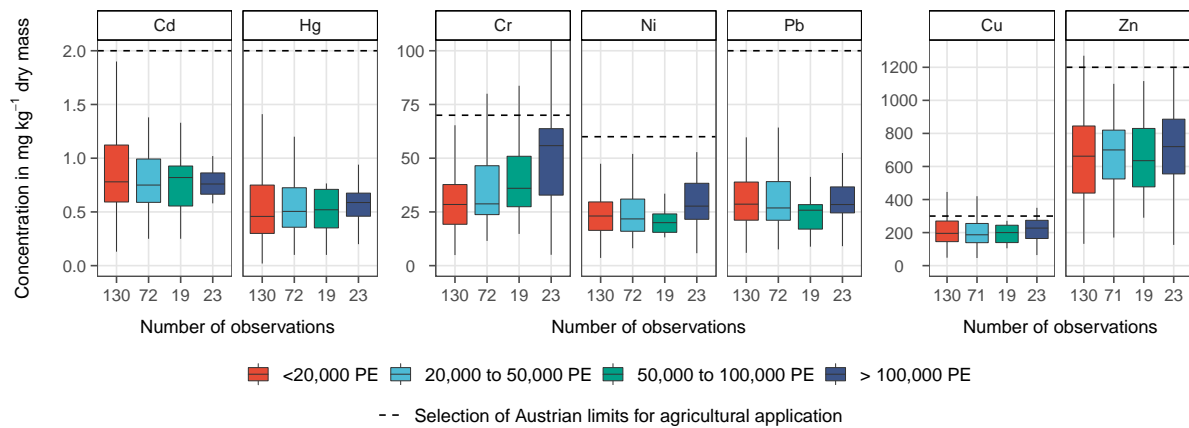 Cd Hg Cr Ni Pb Cu Zn
Concentration in mg kg⁻¹ dry mass
2.0
1.5
1.0
0.5
0.0
100
75
50
25
0
1200
1000
800
600
400
200
0
130 72 19 23 130 72 19 23 130 72 19 23 130 72 19 23 130 72 19 23 130 71 19 23 130 71 19 23
Number of observations Number of observations Number of observations
<20,000 PE 20,000 to 50,000 PE 50,000 to 100,000 PE > 100,000 PE
Selection of Austrian limits for agricultural application